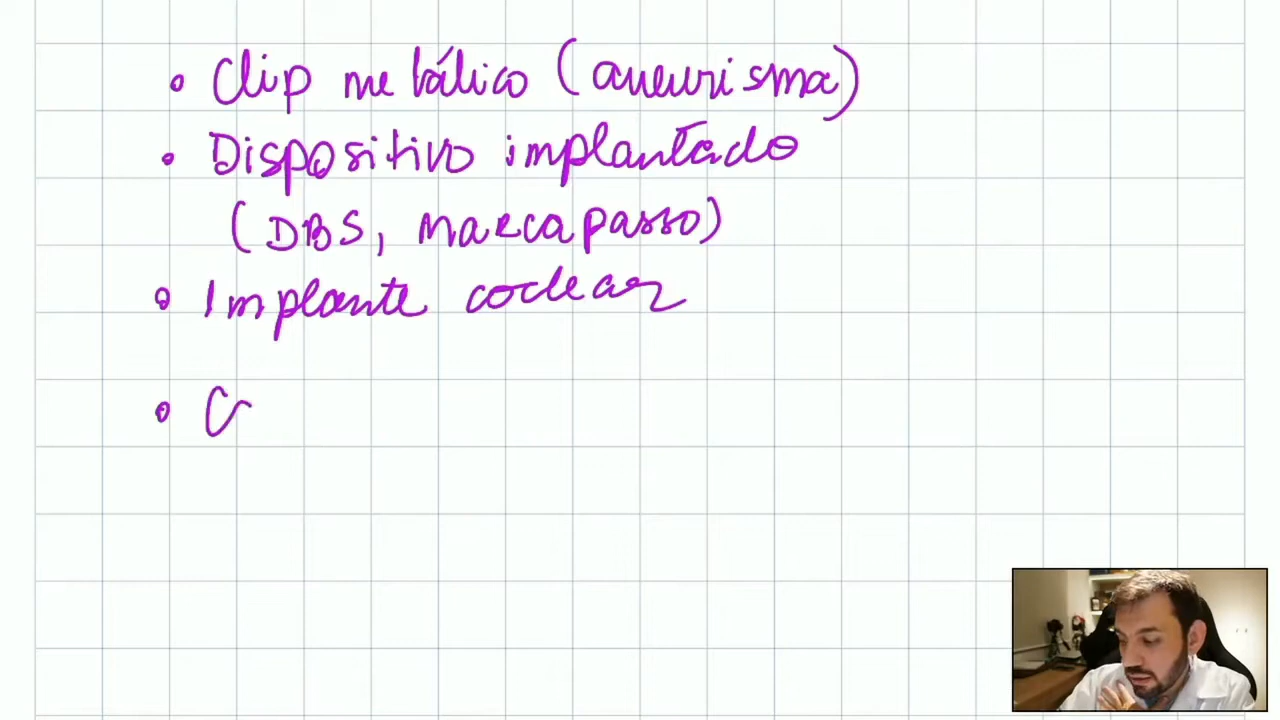 • Clip metálico (aneurisma)
• Dispositivo implantado
(DBS, Marcapasso)
• Implante coclear
• C